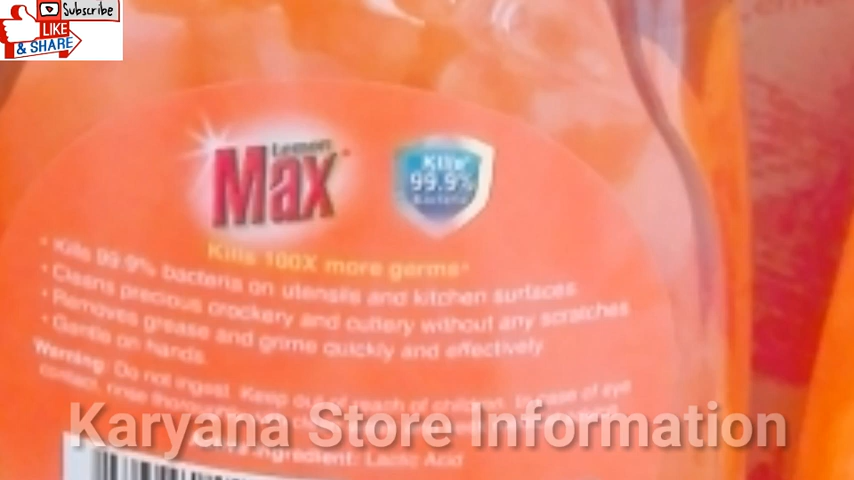 Subscribe
LIKE
& SHARE
Lemon
Max
Kills
99.9%
Bacteria
Kills 100X more germs*
• Kills 99.9% bacteria on utensils and kitchen surfaces.
• Cleans precious crockery and cutlery without any scratches
• Removes grease and grime quickly and effectively
• Gentle on hands.
Warning: Do not ingest. Keep out of reach of children. In case of eye
contact, rinse
Karyana Store Information
ingredient: Lactic Acid